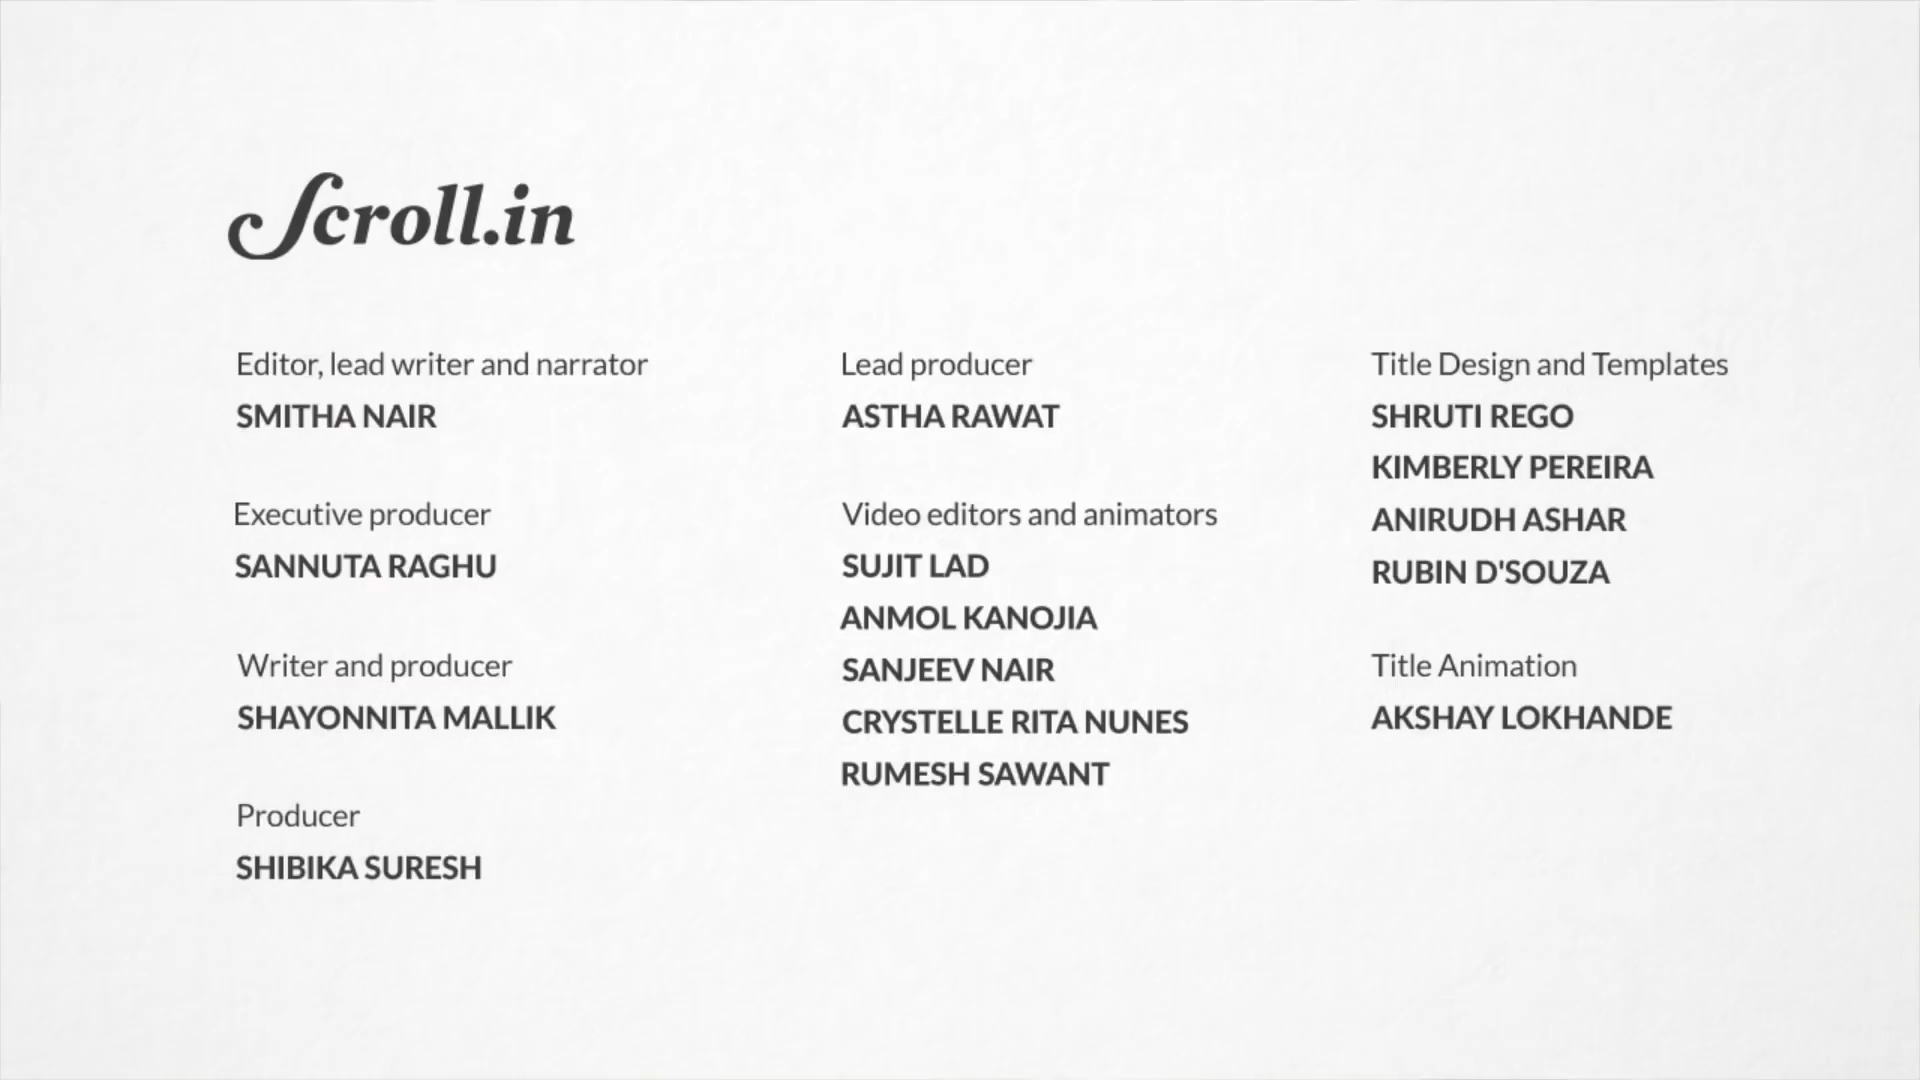 Scroll.in
Editor, lead writer and narrator
SMITHA NAIR
Executive producer
SANNUTA RAGHU
Writer and producer
SHAYONNITA MALLIK
Producer
SHIBIKA SURESH
Lead producer
ASTHA RAWAT
Video editors and animators
SUJIT LAD
ANMOL KANOJIA
SANJEEV NAIR
CRYSTELLE RITA NUNES
RUMESH SAWANT
Title Design and Templates
SHRUTI REGO
KIMBERLY PEREIRA
ANIRUDH ASHAR
RUBIN D'SOUZA
Title Animation
AKSHAY LOKHANDE